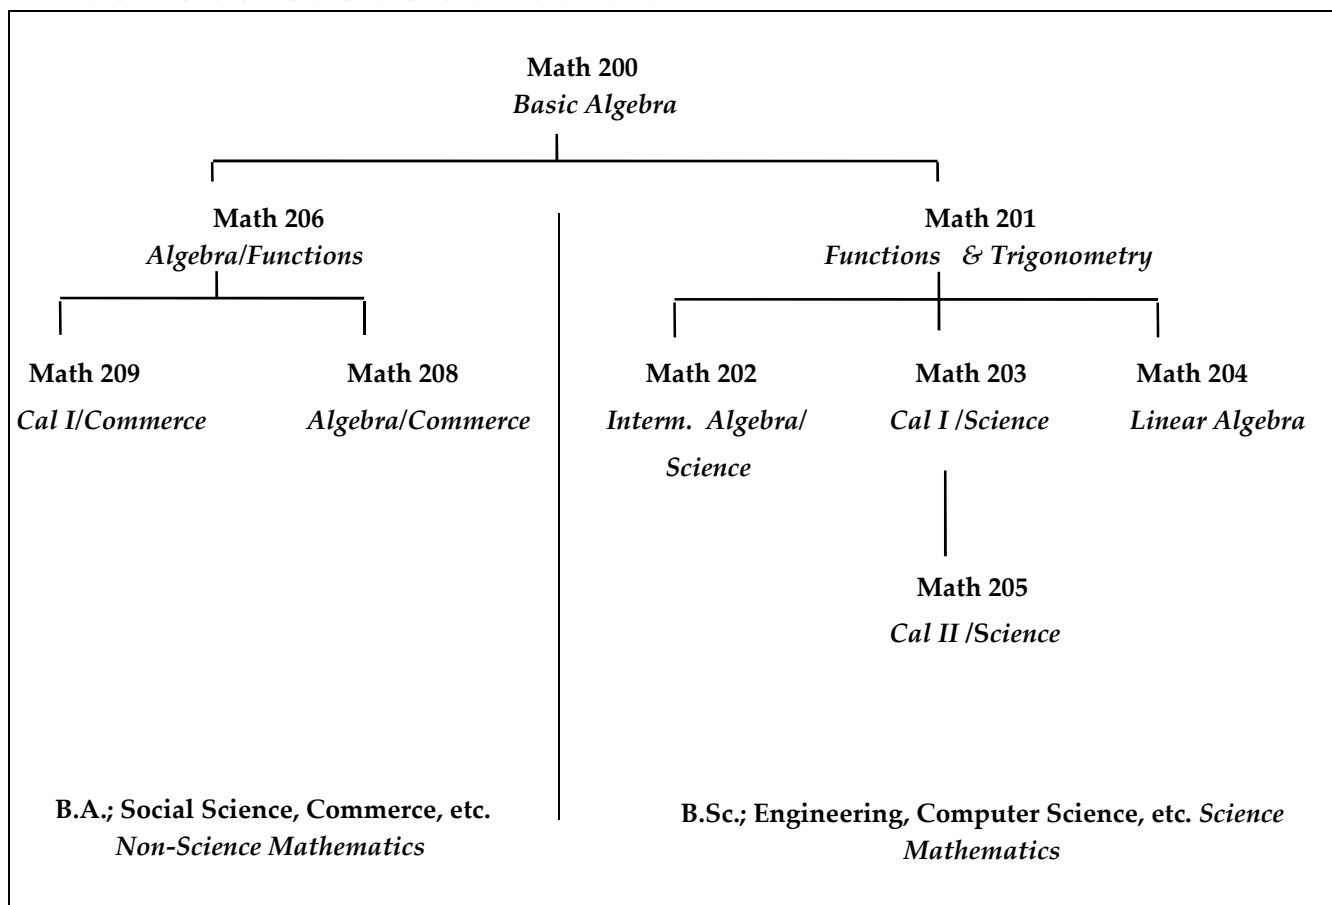 Math 200
Basic Algebra
Math 206
Algebra/Functions
Math 201
Functions & Trigonometry
Math 209
Cal I/Commerce
Math 208
Algebra/Commerce
Math 202
Interm. Algebra/
Science
Math 203
Cal I /Science
Math 204
Linear Algebra
Math 205
Cal II /Science
B.A.; Social Science, Commerce, etc.
Non-Science Mathematics
B.Sc.; Engineering, Computer Science, etc. Science
Mathematics